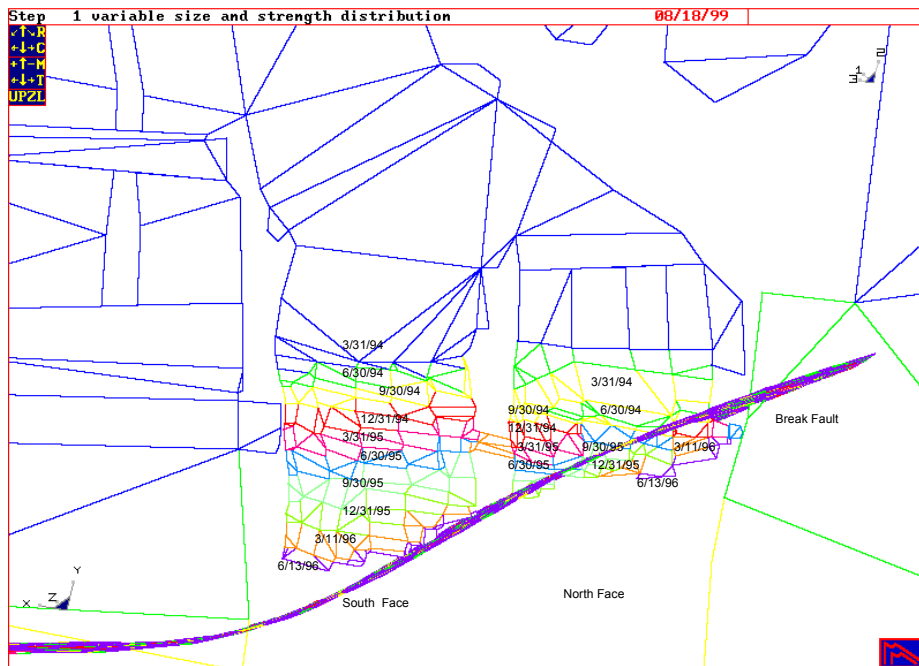 Step 1 variable size and strength distribution 08/18/99
R
C
M
T
UPZL
2
1
3
3/31/94
6/30/94
9/30/94
12/31/94
3/31/95
6/30/95
9/30/95
12/31/95
3/11/96
6/13/96
3/31/94
9/30/94 6/30/94
12/31/94
3/31/95 9/30/95 3/11/96
6/30/95 12/31/95
6/13/96
Break Fault
Y
X Z
South Face
North Face